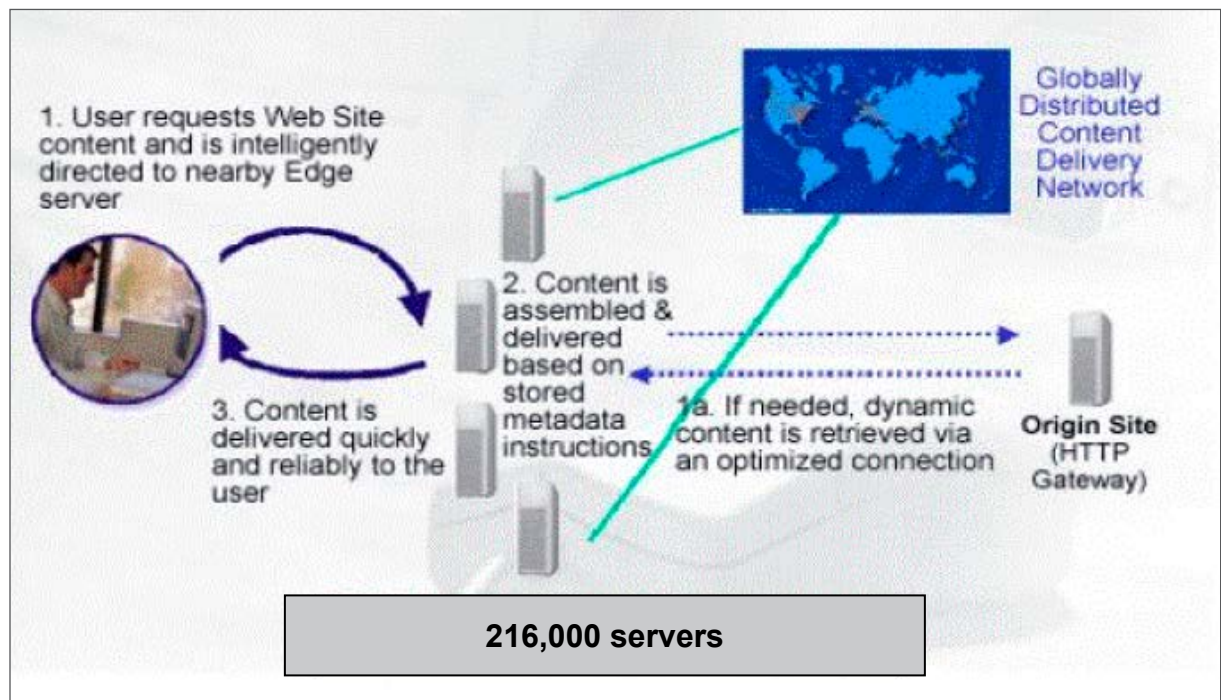 1. User requests Web Site
content and is intelligently
directed to nearby Edge
server
Globally
Distributed
Content
Delivery
Network
2. Content is
assembled &
delivered
based on
stored
metadata
instructions
3. Content is
delivered quickly
and reliably to the
user
1a. If needed, dynamic
content is retrieved via
an optimized connection
Origin Site
(HTTP
Gateway)
216,000 servers